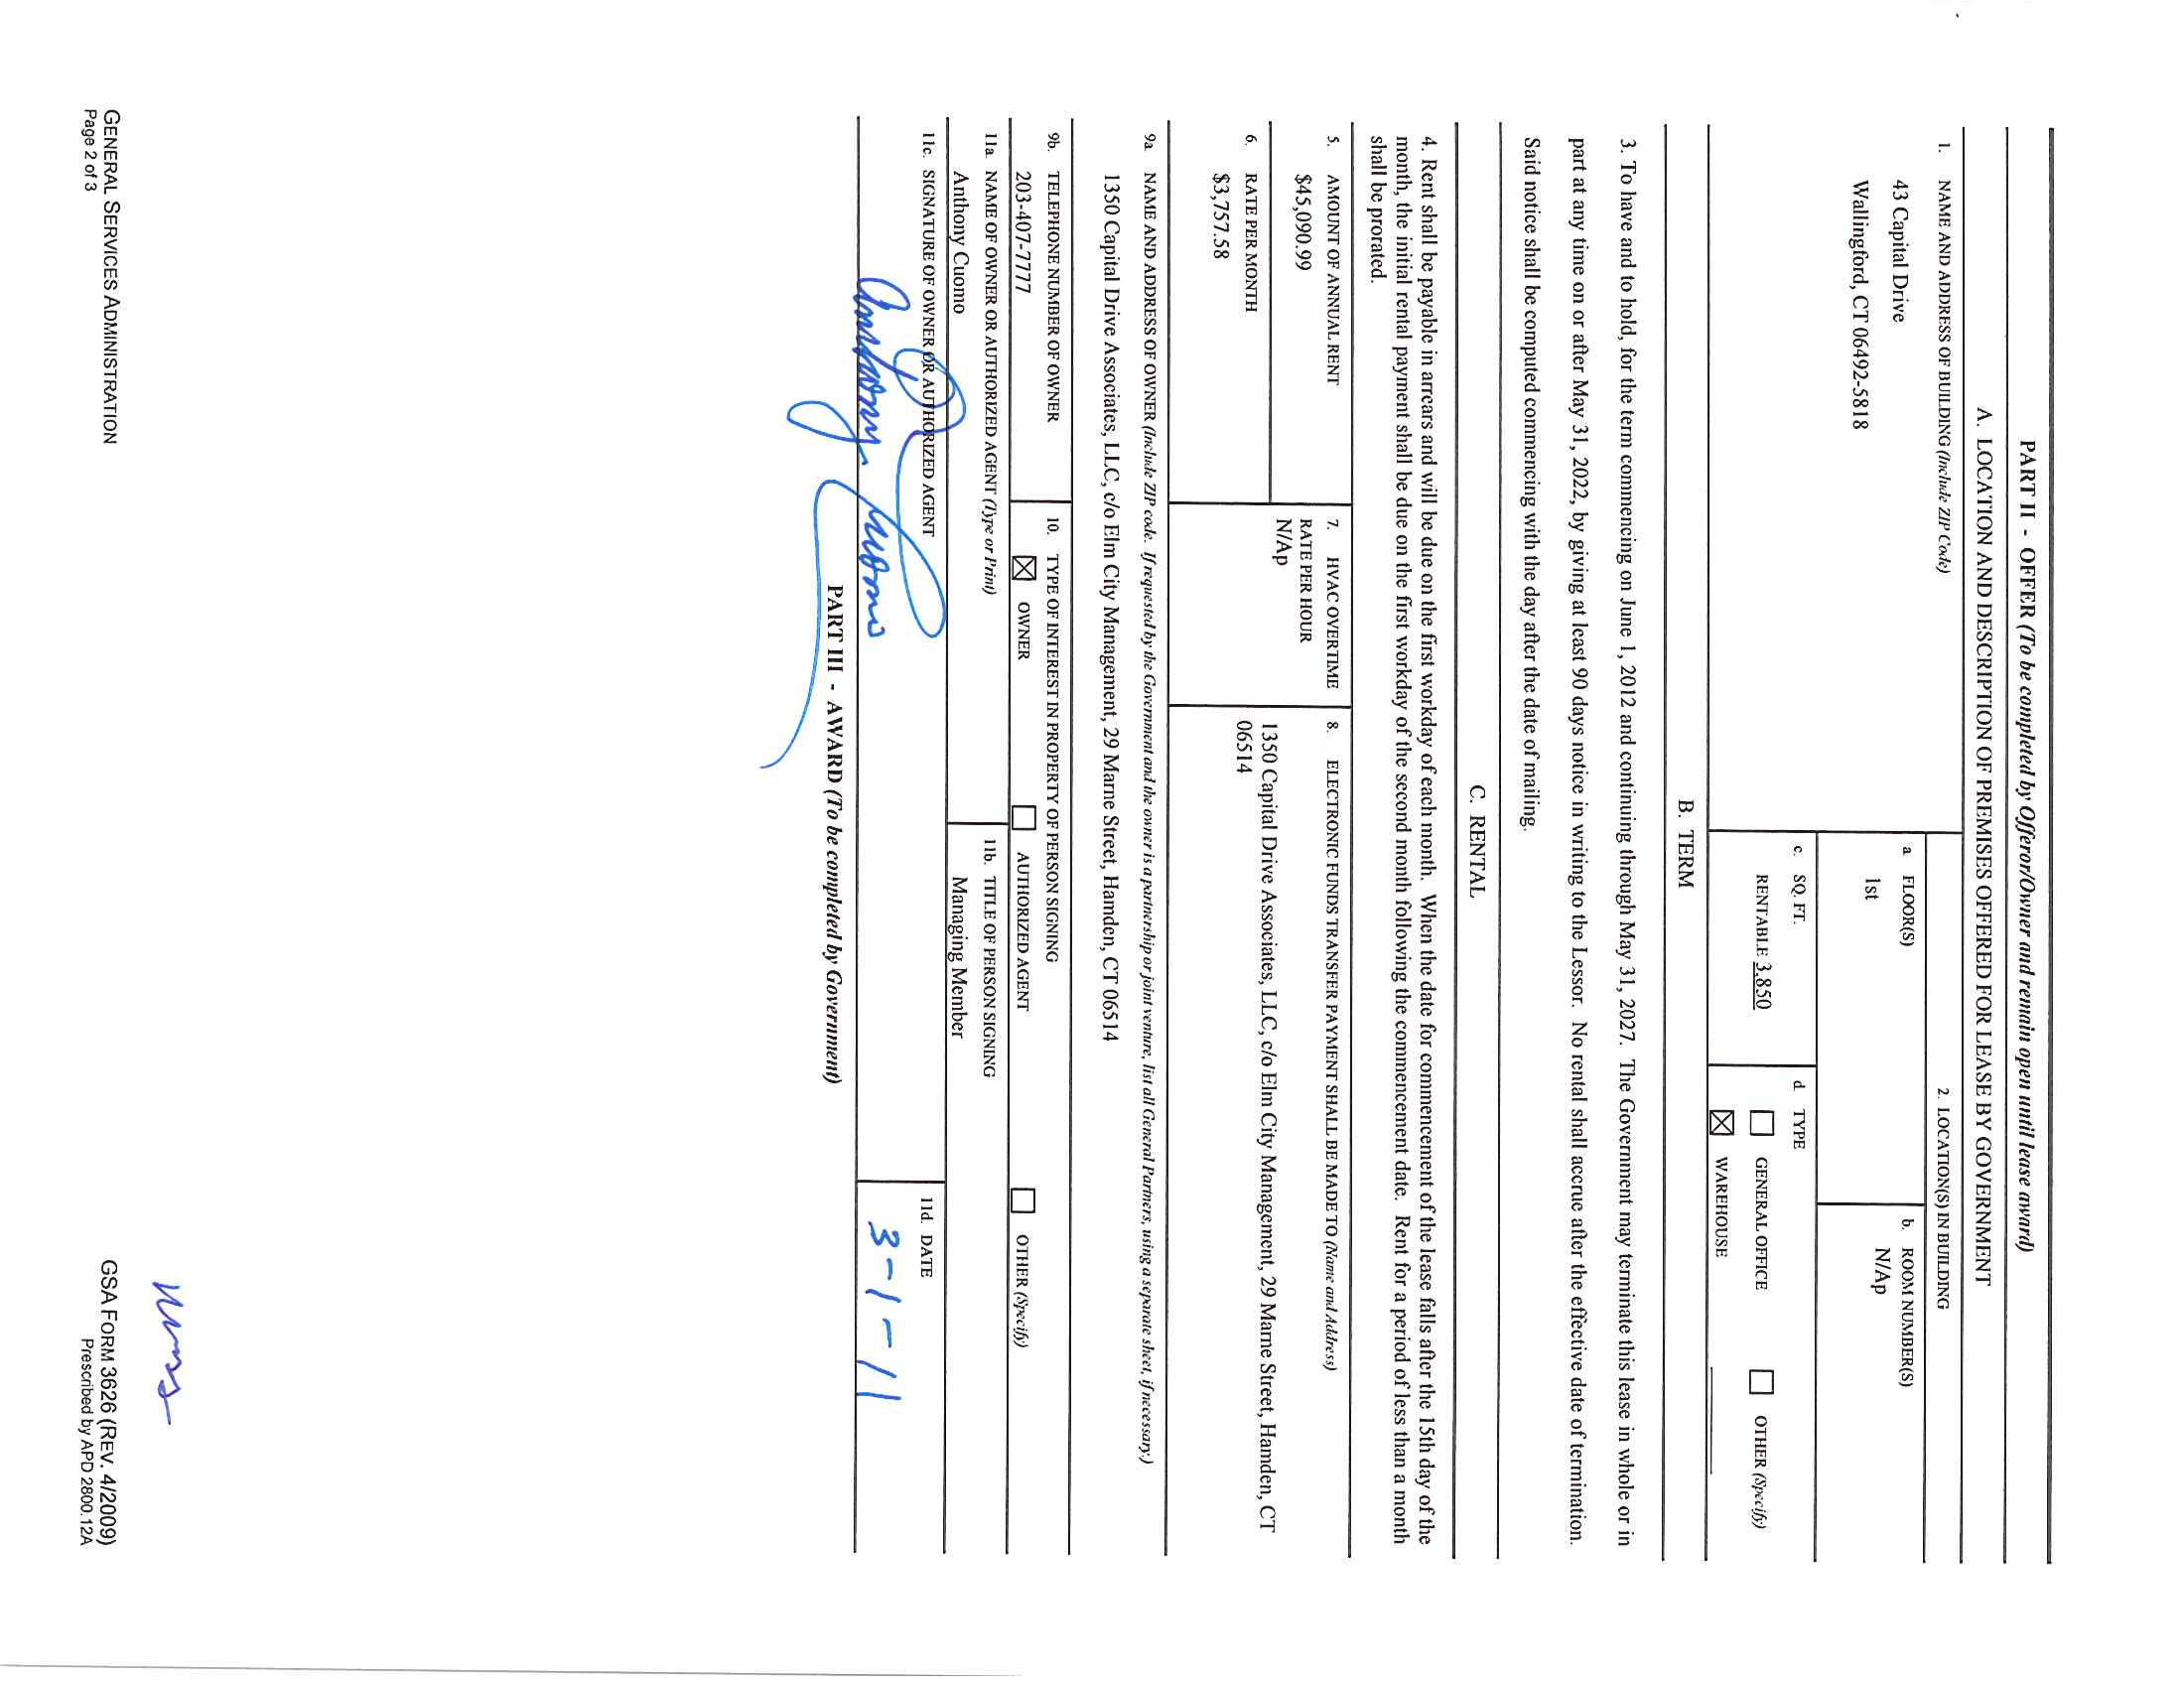 PART II - OFFER (To be completed by Offeror/Owner and remain open until lease award)
A. LOCATION AND DESCRIPTION OF PREMISES OFFERED FOR LEASE BY GOVERNMENT
1. NAME AND ADDRESS OF BUILDING (Include ZIP Code)
43 Capital Drive
Wallingford, CT 06492-5818
2. LOCATION(S) IN BUILDING
a. FLOOR(S)
1st
b. ROOM NUMBER(S)
N/Ap
c. SQ. FT.
RENTABLE 3,850
d. TYPE
☐ GENERAL OFFICE
☐ OTHER (Specify)
☒ WAREHOUSE
B. TERM
3. To have and to hold, for the term commencing on June 1, 2012 and continuing through May 31, 2027. The Government may terminate this lease in whole or in
part at any time on or after May 31, 2022, by giving at least 90 days notice in writing to the Lessor. No rental shall accrue after the effective date of termination.
Said notice shall be computed commencing with the day after the date of mailing.
C. RENTAL
4. Rent shall be payable in arrears and will be due on the first workday of each month. When the date for commencement of the lease falls after the 15th day of the
month, the initial rental payment shall be due on the first workday of the second month following the commencement date. Rent for a period of less than a month
shall be prorated.
5. AMOUNT OF ANNUAL RENT
$45,090.99
6. RATE PER MONTH
$3,757.58
7. HVAC OVERTIME
RATE PER HOUR
N/Ap
8. ELECTRONIC FUNDS TRANSFER PAYMENT SHALL BE MADE TO (Name and Address)
1350 Capital Drive Associates, LLC, c/o Elm City Management, 29 Marne Street, Hamden, CT
06514
9a. NAME AND ADDRESS OF OWNER (Include ZIP code. If requested by the Government and the owner is a partnership or joint venture, list all General Partners, using a separate sheet, if necessary.)
1350 Capital Drive Associates, LLC, c/o Elm City Management, 29 Marne Street, Hamden, CT 06514
9b. TELEPHONE NUMBER OF OWNER
203-407-7777
10. TYPE OF INTEREST IN PROPERTY OF PERSON SIGNING
☒ OWNER ☐ AUTHORIZED AGENT ☐ OTHER (Specify)
11a. NAME OF OWNER OR AUTHORIZED AGENT (Type or Print)
Anthony Cuomo
11b. TITLE OF PERSON SIGNING
Managing Member
11c. SIGNATURE OF OWNER OR AUTHORIZED AGENT
Anthony Cuomo
11d. DATE
3-1-11
PART III - AWARD (To be completed by Government)
GENERAL SERVICES ADMINISTRATION
Page 2 of 3
GSA FORM 3626 (REV. 4/2009)
Prescribed by APD 2800.12A